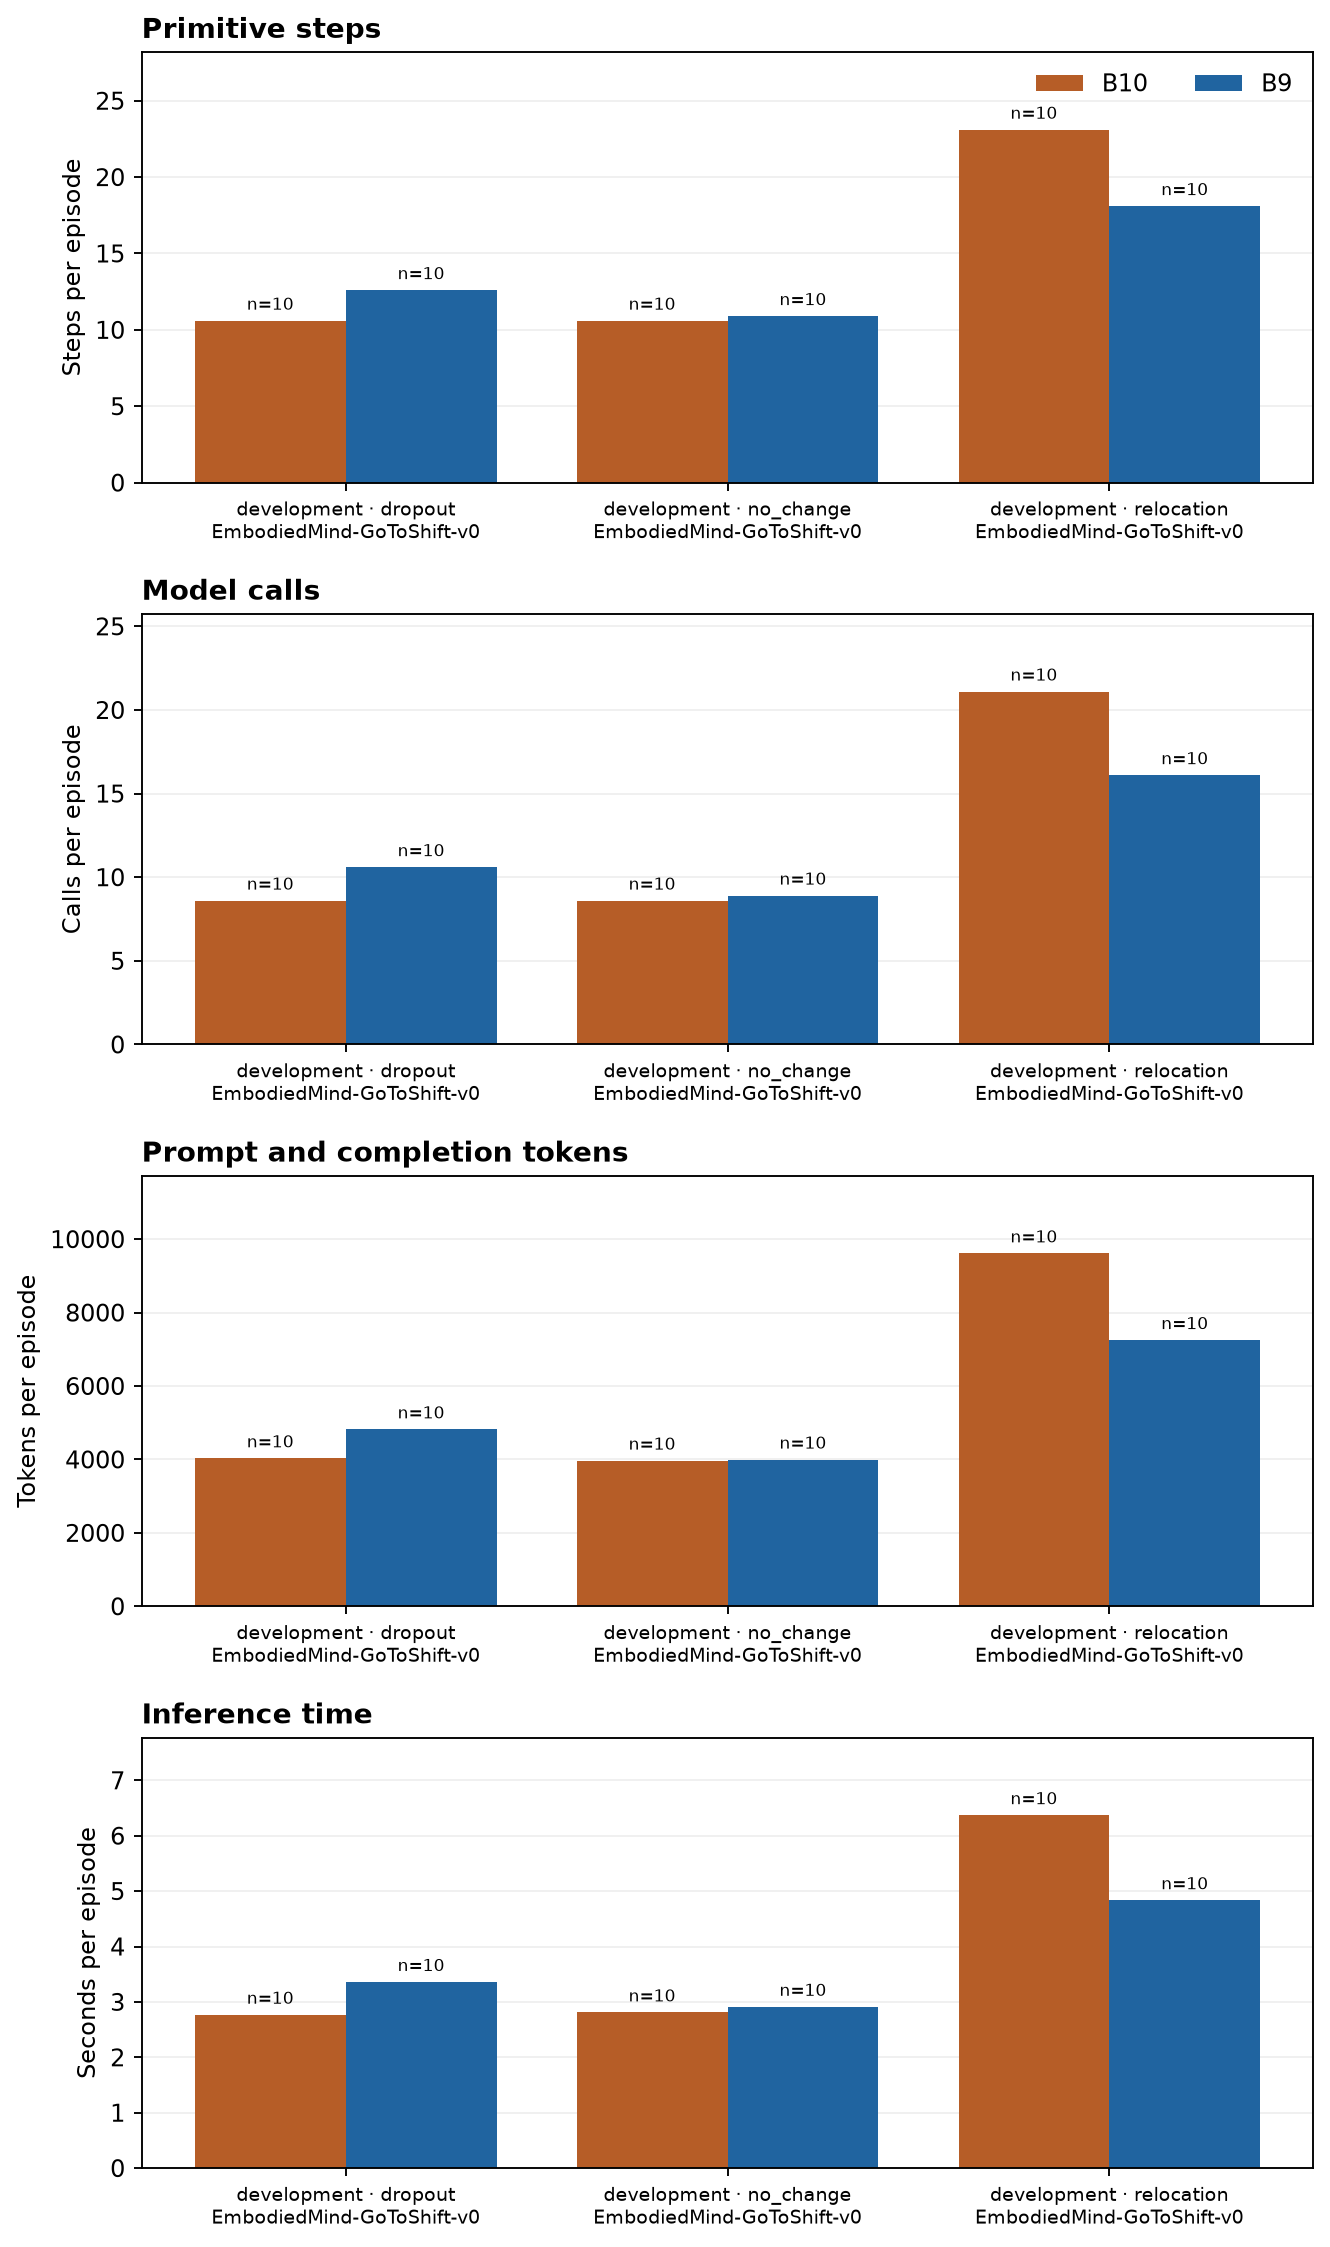 Primitive steps
B10 B9
Steps per episode
25
20
15
10
5
0
n=10 n=10 n=10 n=10 n=10 n=10
development · dropout development · no_change development · relocation
EmbodiedMind-GoToShift-v0 EmbodiedMind-GoToShift-v0 EmbodiedMind-GoToShift-v0
Model calls
Calls per episode
25
20
15
10
5
0
n=10 n=10 n=10 n=10 n=10 n=10
development · dropout development · no_change development · relocation
EmbodiedMind-GoToShift-v0 EmbodiedMind-GoToShift-v0 EmbodiedMind-GoToShift-v0
Prompt and completion tokens
Tokens per episode
10000
8000
6000
4000
2000
0
n=10 n=10 n=10 n=10 n=10 n=10
development · dropout development · no_change development · relocation
EmbodiedMind-GoToShift-v0 EmbodiedMind-GoToShift-v0 EmbodiedMind-GoToShift-v0
Inference time
Seconds per episode
7
6
5
4
3
2
1
0
n=10 n=10 n=10 n=10 n=10 n=10
development · dropout development · no_change development · relocation
EmbodiedMind-GoToShift-v0 EmbodiedMind-GoToShift-v0 EmbodiedMind-GoToShift-v0